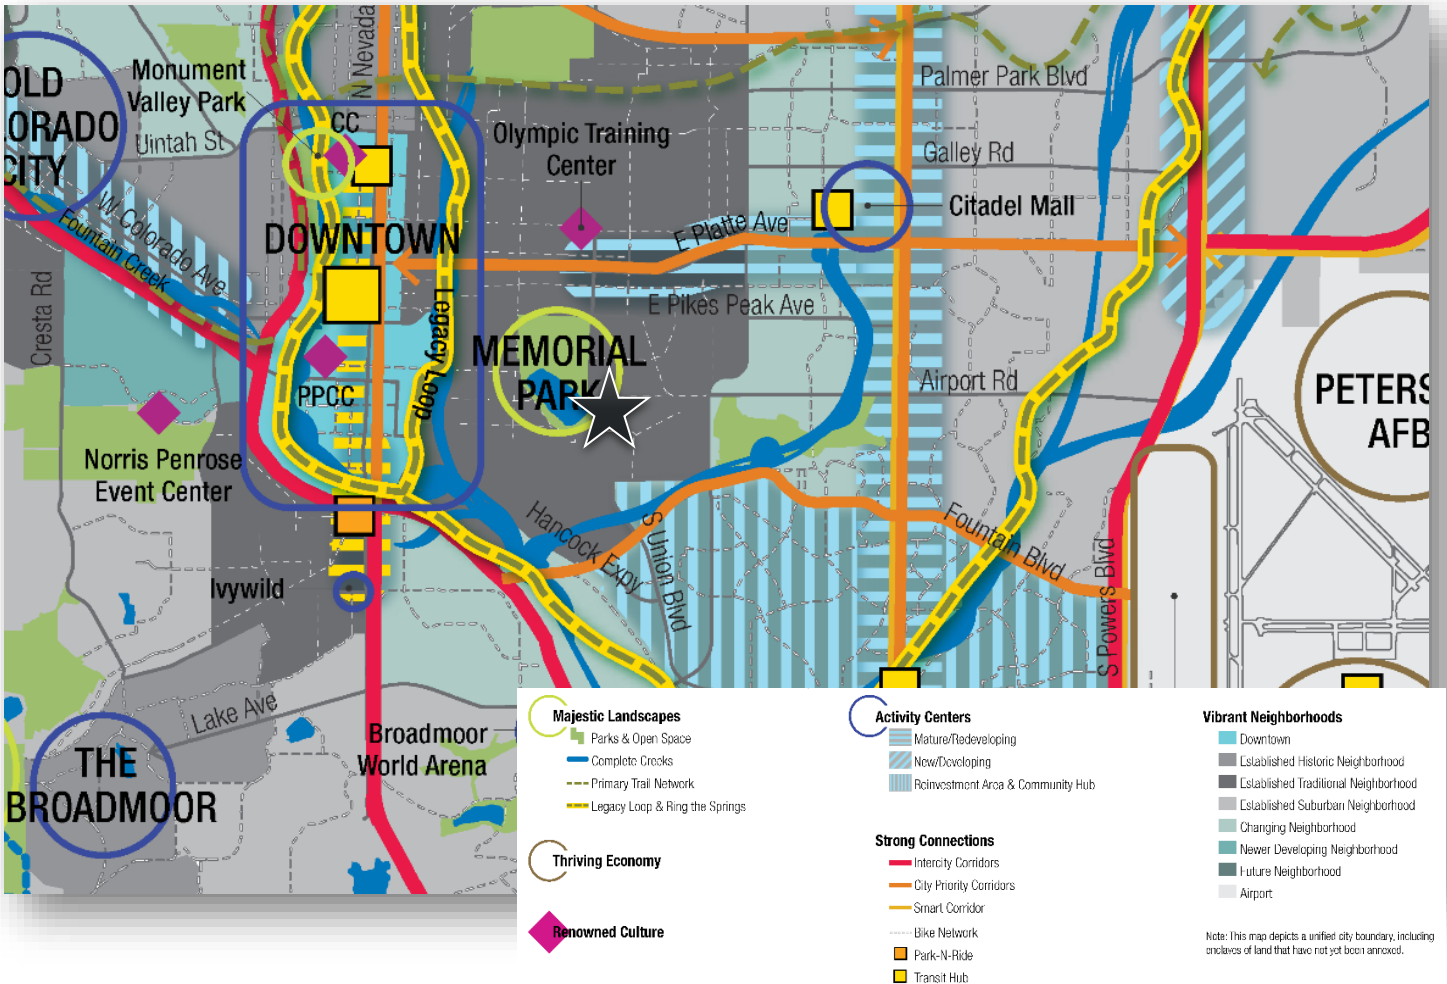 OLD
ORADO
CITY
Monument
Valley Park
Uintah St
N Nevada
CC
Olympic Training
Center
Palmer Park Blvd
Galley Rd
Citadel Mall
W Colorado Ave
Fountain Creek
DOWNTOWN
E Platte Ave
E Pikes Peak Ave
Cresta Rd
Legacy Loop
MEMORIAL
PARK
PPCC
Airport Rd
PETERS
AFB
Norris Penrose
Event Center
Hancock Expy
S Union Blvd
Fountain Blvd
S Powers Blvd
Ivywild
Lake Ave
Broadmoor
World Arena
THE
BROADMOOR
Majestic Landscapes
Parks & Open Space
Complete Creeks
Primary Trail Network
Legacy Loop & Ring the Springs
Thriving Economy
Renowned Culture
Activity Centers
Mature/Redeveloping
New/Developing
Reinvestment Area & Community Hub
Strong Connections
Intercity Corridors
City Priority Corridors
Smart Corridor
Bike Network
Park-N-Ride
Transit Hub
Vibrant Neighborhoods
Downtown
Established Historic Neighborhood
Established Traditional Neighborhood
Established Suburban Neighborhood
Changing Neighborhood
Newer Developing Neighborhood
Future Neighborhood
Airport
Note: This map depicts a unified city boundary, including
enclaves of land that have not yet been annexed.